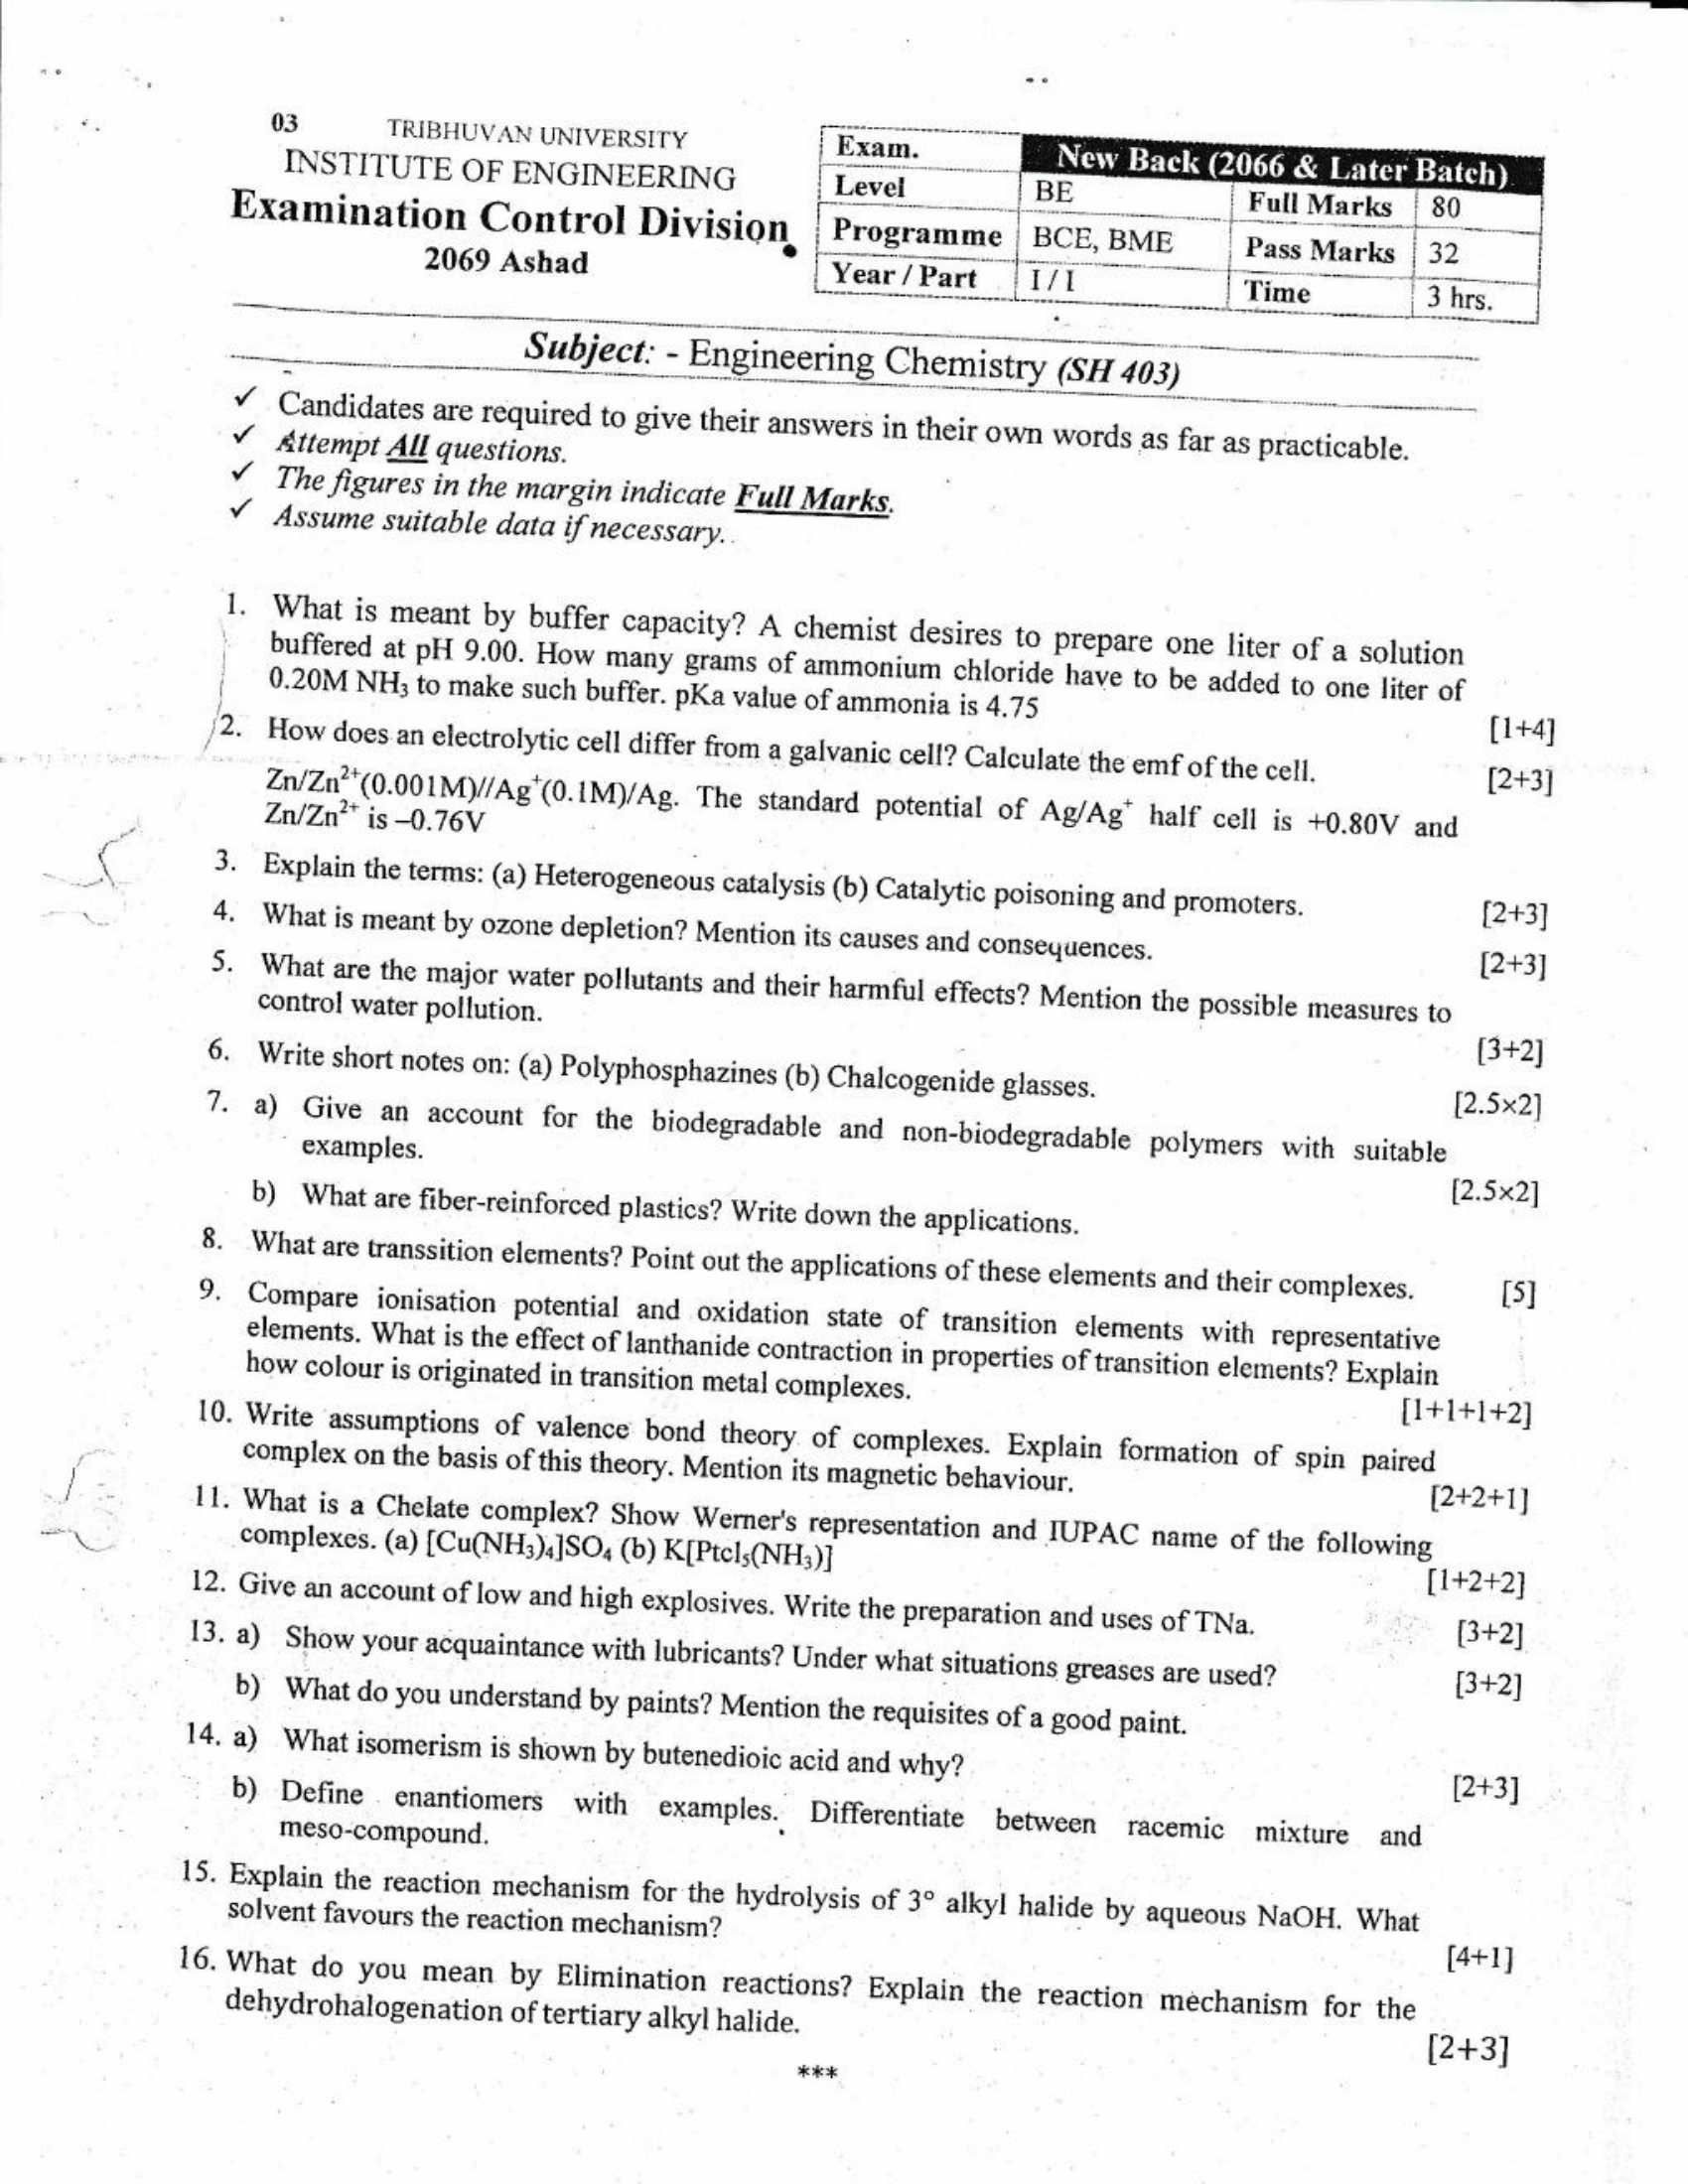 03 TRIBHUVAN UNIVERSITY
INSTITUTE OF ENGINEERING
Examination Control Division
2069 Ashad
Exam. New Back (2066 & Later Batch)
Level BE Full Marks 80
Programme BCE, BME Pass Marks 32
Year / Part I / I Time 3 hrs.
Subject: - Engineering Chemistry (SH 403)
✓ Candidates are required to give their answers in their own words as far as practicable.
✓ Attempt All questions.
✓ The figures in the margin indicate Full Marks.
✓ Assume suitable data if necessary.
1. What is meant by buffer capacity? A chemist desires to prepare one liter of a solution
buffered at pH 9.00. How many grams of ammonium chloride have to be added to one liter of
0.20M NH₃ to make such buffer. pKa value of ammonia is 4.75 [1+4]
2. How does an electrolytic cell differ from a galvanic cell? Calculate the emf of the cell. [2+3]
Zn/Zn²⁺(0.001M)//Ag⁺(0.1M)/Ag. The standard potential of Ag/Ag⁺ half cell is +0.80V and
Zn/Zn²⁺ is –0.76V
3. Explain the terms: (a) Heterogeneous catalysis (b) Catalytic poisoning and promoters. [2+3]
4. What is meant by ozone depletion? Mention its causes and consequences. [2+3]
5. What are the major water pollutants and their harmful effects? Mention the possible measures to
control water pollution. [3+2]
6. Write short notes on: (a) Polyphosphazines (b) Chalcogenide glasses. [2.5×2]
7. a) Give an account for the biodegradable and non-biodegradable polymers with suitable
examples. [2.5×2]
b) What are fiber-reinforced plastics? Write down the applications.
8. What are transsition elements? Point out the applications of these elements and their complexes. [5]
9. Compare ionisation potential and oxidation state of transition elements with representative
elements. What is the effect of lanthanide contraction in properties of transition elements? Explain
how colour is originated in transition metal complexes. [1+1+1+2]
10. Write assumptions of valence bond theory of complexes. Explain formation of spin paired
complex on the basis of this theory. Mention its magnetic behaviour. [2+2+1]
11. What is a Chelate complex? Show Werner's representation and IUPAC name of the following
complexes. (a) [Cu(NH₃)₄]SO₄ (b) K[Ptcl₅(NH₃)] [1+2+2]
12. Give an account of low and high explosives. Write the preparation and uses of TNa. [3+2]
13. a) Show your acquaintance with lubricants? Under what situations greases are used? [3+2]
b) What do you understand by paints? Mention the requisites of a good paint.
14. a) What isomerism is shown by butenedioic acid and why? [2+3]
b) Define enantiomers with examples. Differentiate between racemic mixture and
meso-compound.
15. Explain the reaction mechanism for the hydrolysis of 3° alkyl halide by aqueous NaOH. What
solvent favours the reaction mechanism? [4+1]
16. What do you mean by Elimination reactions? Explain the reaction mechanism for the
dehydrohalogenation of tertiary alkyl halide. [2+3]
***